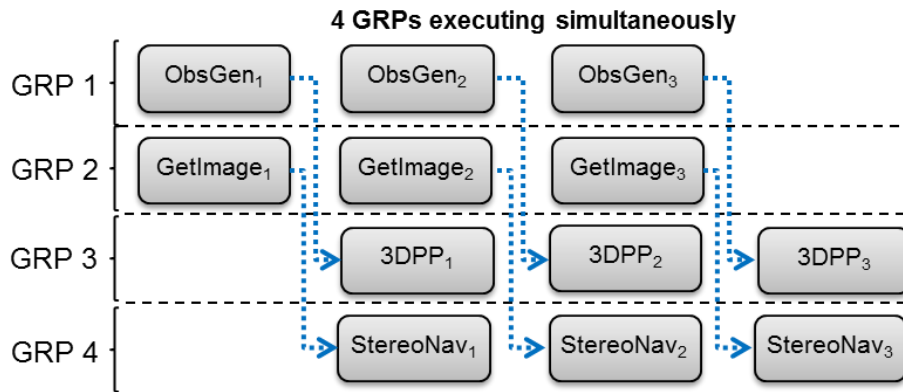 4 GRPs executing simultaneously
GRP 1
ObsGen₁
ObsGen₂
ObsGen₃
GRP 2
GetImage₁
GetImage₂
GetImage₃
GRP 3
3DPP₁
3DPP₂
3DPP₃
GRP 4
StereoNav₁
StereoNav₂
StereoNav₃